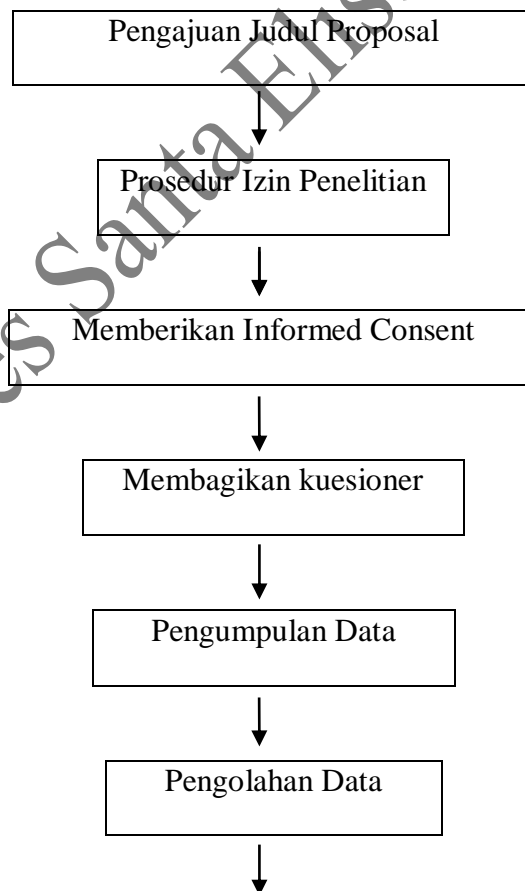 Pengajuan Judul Proposal
Prosedur Izin Penelitian
Memberikan Informed Consent
Membagikan kuesioner
Pengumpulan Data
Pengolahan Data